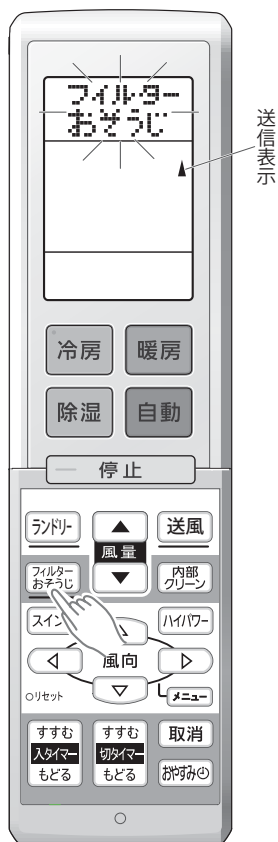 フィルター
おそうじ
送信表示
冷房
暖房
除湿
自動
停止
ランドリー
風量
送風
フィルター
おそうじ
内部
クリーン
スイン
ハイパワー
風向
リセット
メニュー
すすむ
入タイマー
もどる
すすむ
切タイマー
もどる
取消
おやすみ